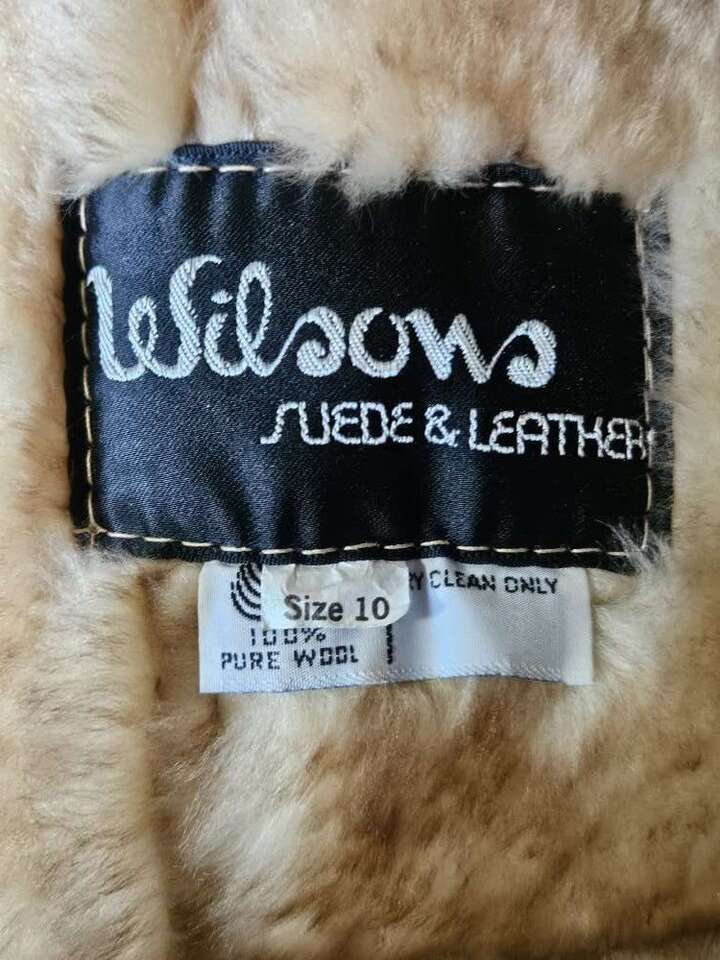 Wilsons
SUEDE & LEATHER
RY CLEAN ONLY
Size 10
100%
PURE WOOL